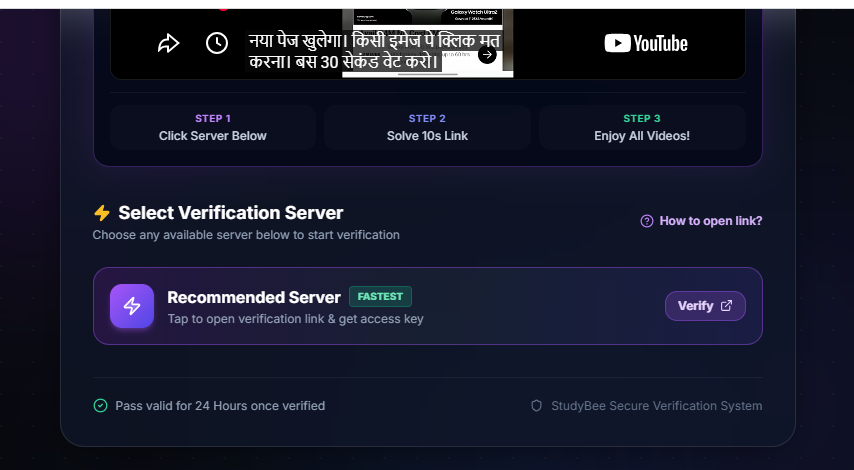 नया पेज खुलेगा। किसी इमेज पे क्लिक मत
करना। बस 30 सेकंड वेट करो।
YouTube
STEP 1
Click Server Below
STEP 2
Solve 10s Link
STEP 3
Enjoy All Videos!
Select Verification Server
Choose any available server below to start verification
How to open link?
Recommended Server FASTEST
Tap to open verification link & get access key
Verify
Pass valid for 24 Hours once verified
StudyBee Secure Verification System